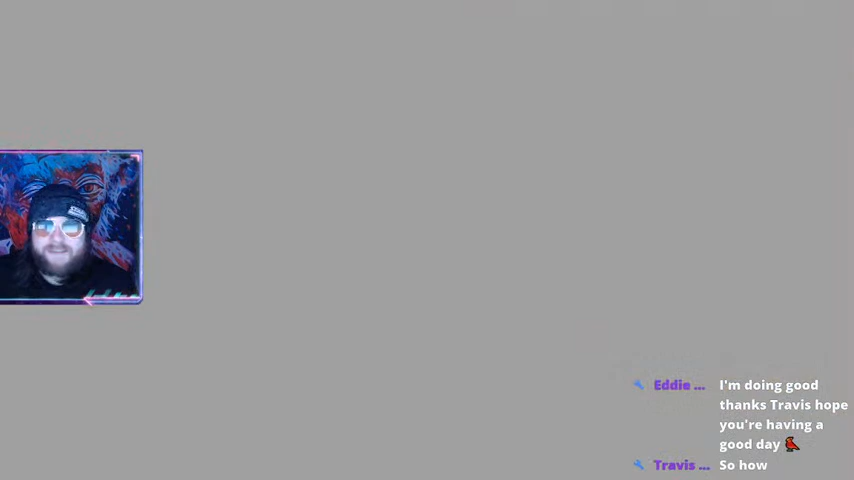 Eddie ... I'm doing good
thanks Travis hope
you're having a
good day
Travis ... So how